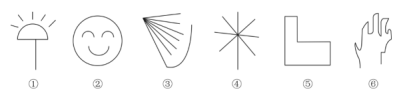 ① ② ③ ④ ⑤ ⑥